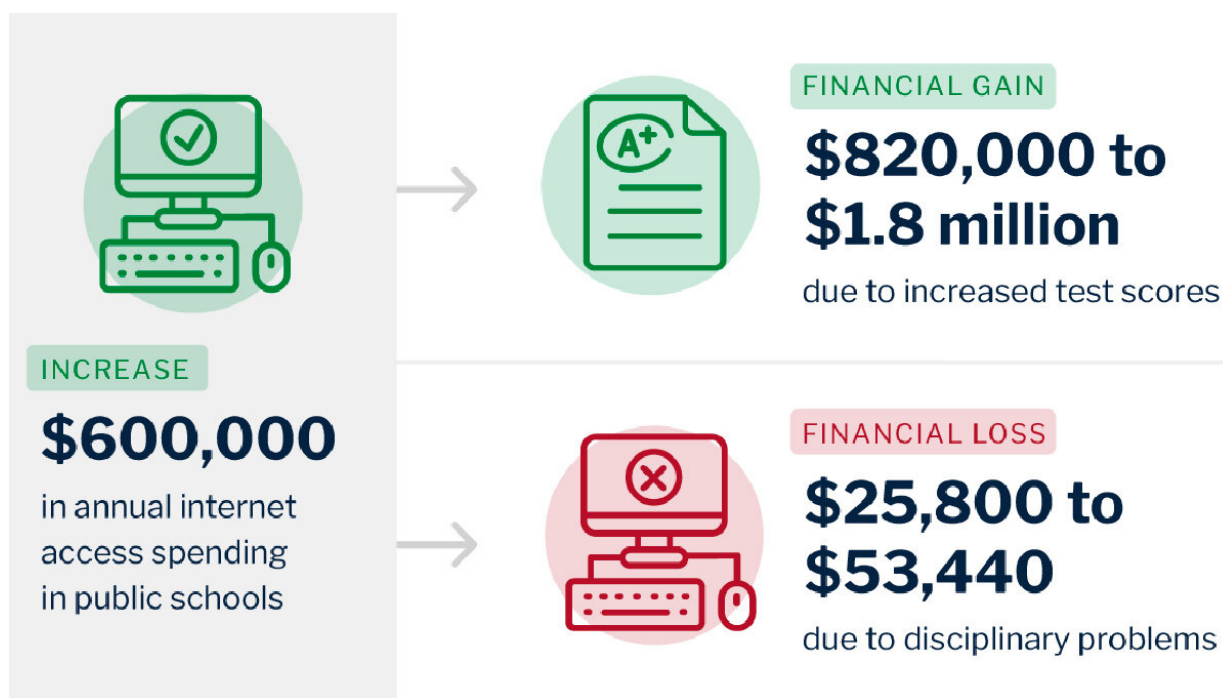 INCREASE
$600,000
in annual internet
access spending
in public schools
A+
FINANCIAL GAIN
$820,000 to
$1.8 million
due to increased test scores
FINANCIAL LOSS
$25,800 to
$53,440
due to disciplinary problems